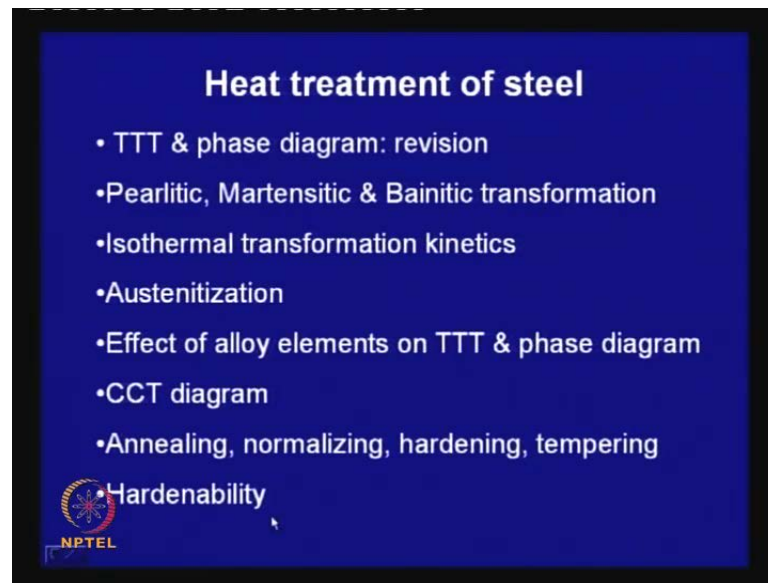 Heat treatment of steel
• TTT & phase diagram: revision
•Pearlitic, Martensitic & Bainitic transformation
•Isothermal transformation kinetics
•Austenitization
•Effect of alloy elements on TTT & phase diagram
•CCT diagram
•Annealing, normalizing, hardening, tempering
•Hardenability
NPTEL